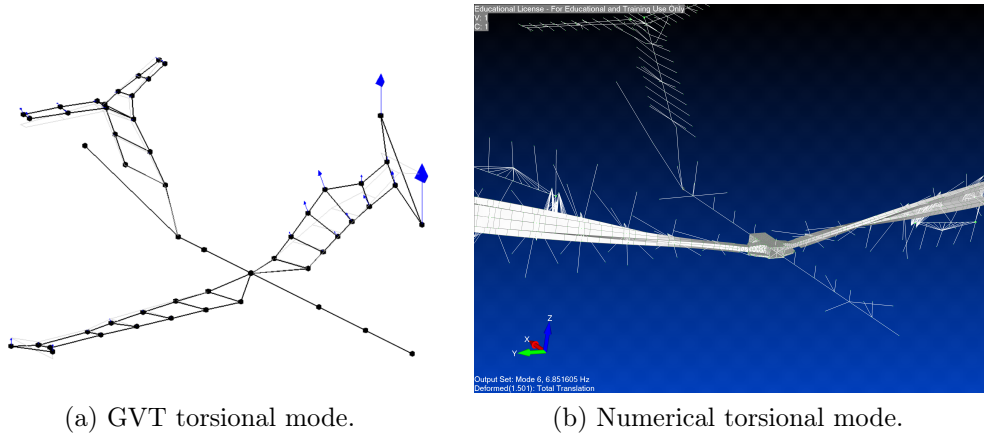 Educational License - For Educational and Training Use Only
V: 1
C: 1
Z
X
Y
Output Set: Mode 6, 6.851605 Hz
Deformed(1.501): Total Translation
(a) GVT torsional mode.
(b) Numerical torsional mode.